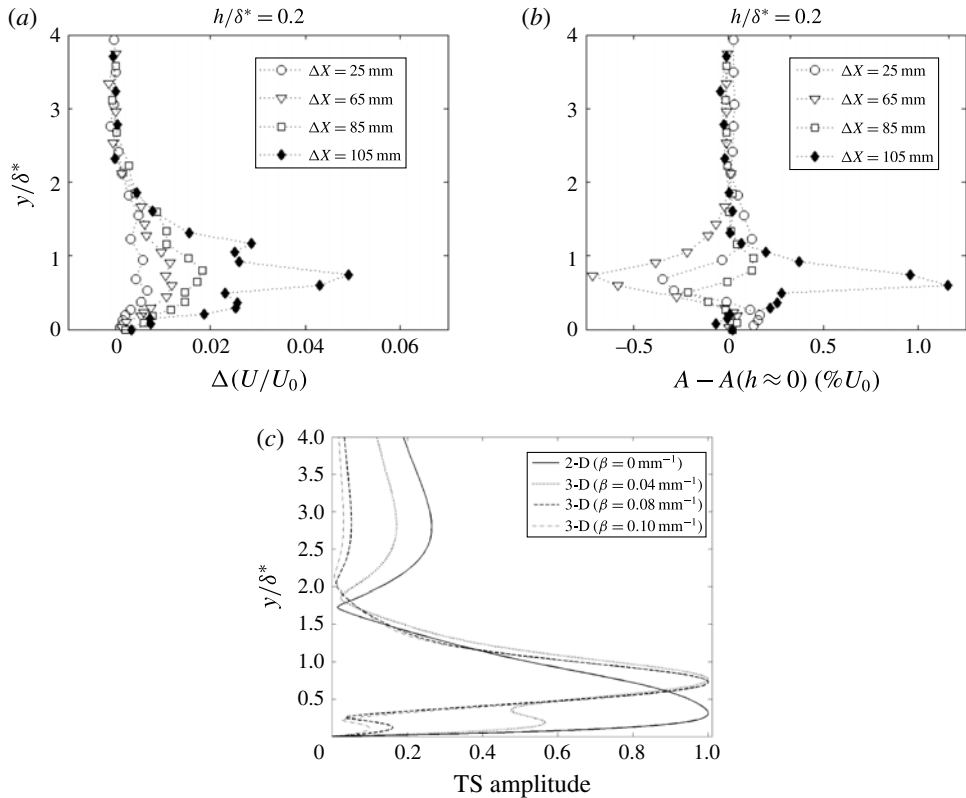 (a)
h/δ* = 0.2
4
3
2
1
0
y/δ*
ΔX = 25 mm
ΔX = 65 mm
ΔX = 85 mm
ΔX = 105 mm
0
0.02
0.04
0.06
Δ(U/U₀)
(b)
h/δ* = 0.2
4
3
2
1
0
ΔX = 25 mm
ΔX = 65 mm
ΔX = 85 mm
ΔX = 105 mm
−0.5
0
0.5
1.0
A − A(h ≈ 0) (%U₀)
(c)
4.0
3.5
3.0
2.5
2.0
1.5
1.0
0.5
y/δ*
2-D (β = 0 mm⁻¹)
3-D (β = 0.04 mm⁻¹)
3-D (β = 0.08 mm⁻¹)
3-D (β = 0.10 mm⁻¹)
0
0.2
0.4
0.6
0.8
1.0
TS amplitude